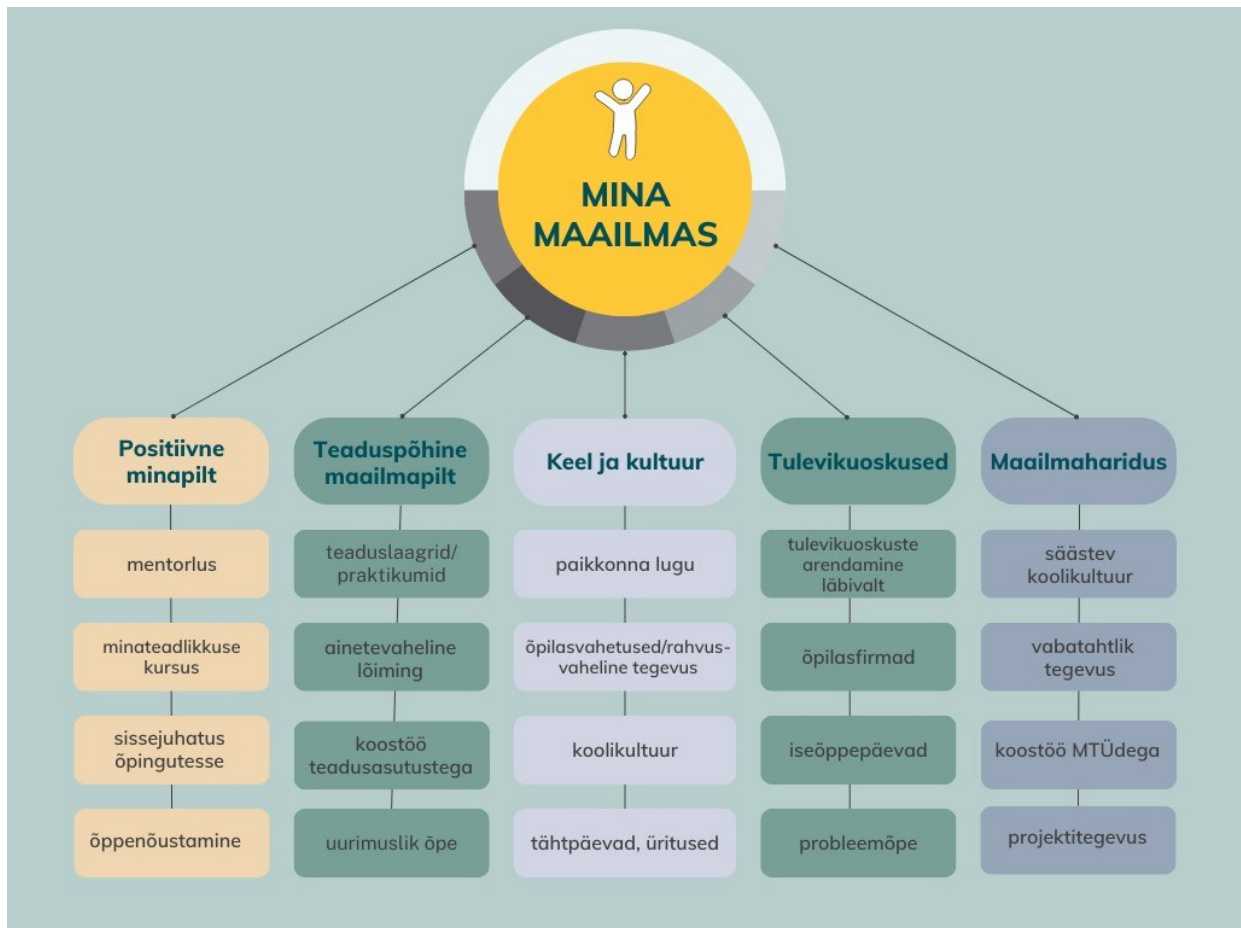 MINA
MAAILMAS
Positiivne
minapilt
mentorlus
minateadlikkuse
kursus
sissejuhatus
õpingutesse
õppenõustamine
Teaduspõhine
maailmapilt
teaduslaagrid/
praktikumid
ainetevaheline
lõiming
koostöö
teadusasutustega
uurimuslik õpe
Keel ja kultuur
paikkonna lugu
õpilasvahetused/rahvus-
vaheline tegevus
koolikultuur
tähtpäevad, üritused
Tulevikuoskused
tulevikuoskuste
arendamine
läbivalt
õpilasfirmad
iseõppepäevad
probleemõpe
Maailmaharidus
säästev
koolikultuur
vabatahtlik
tegevus
koostöö MTÜdega
projektitegevus